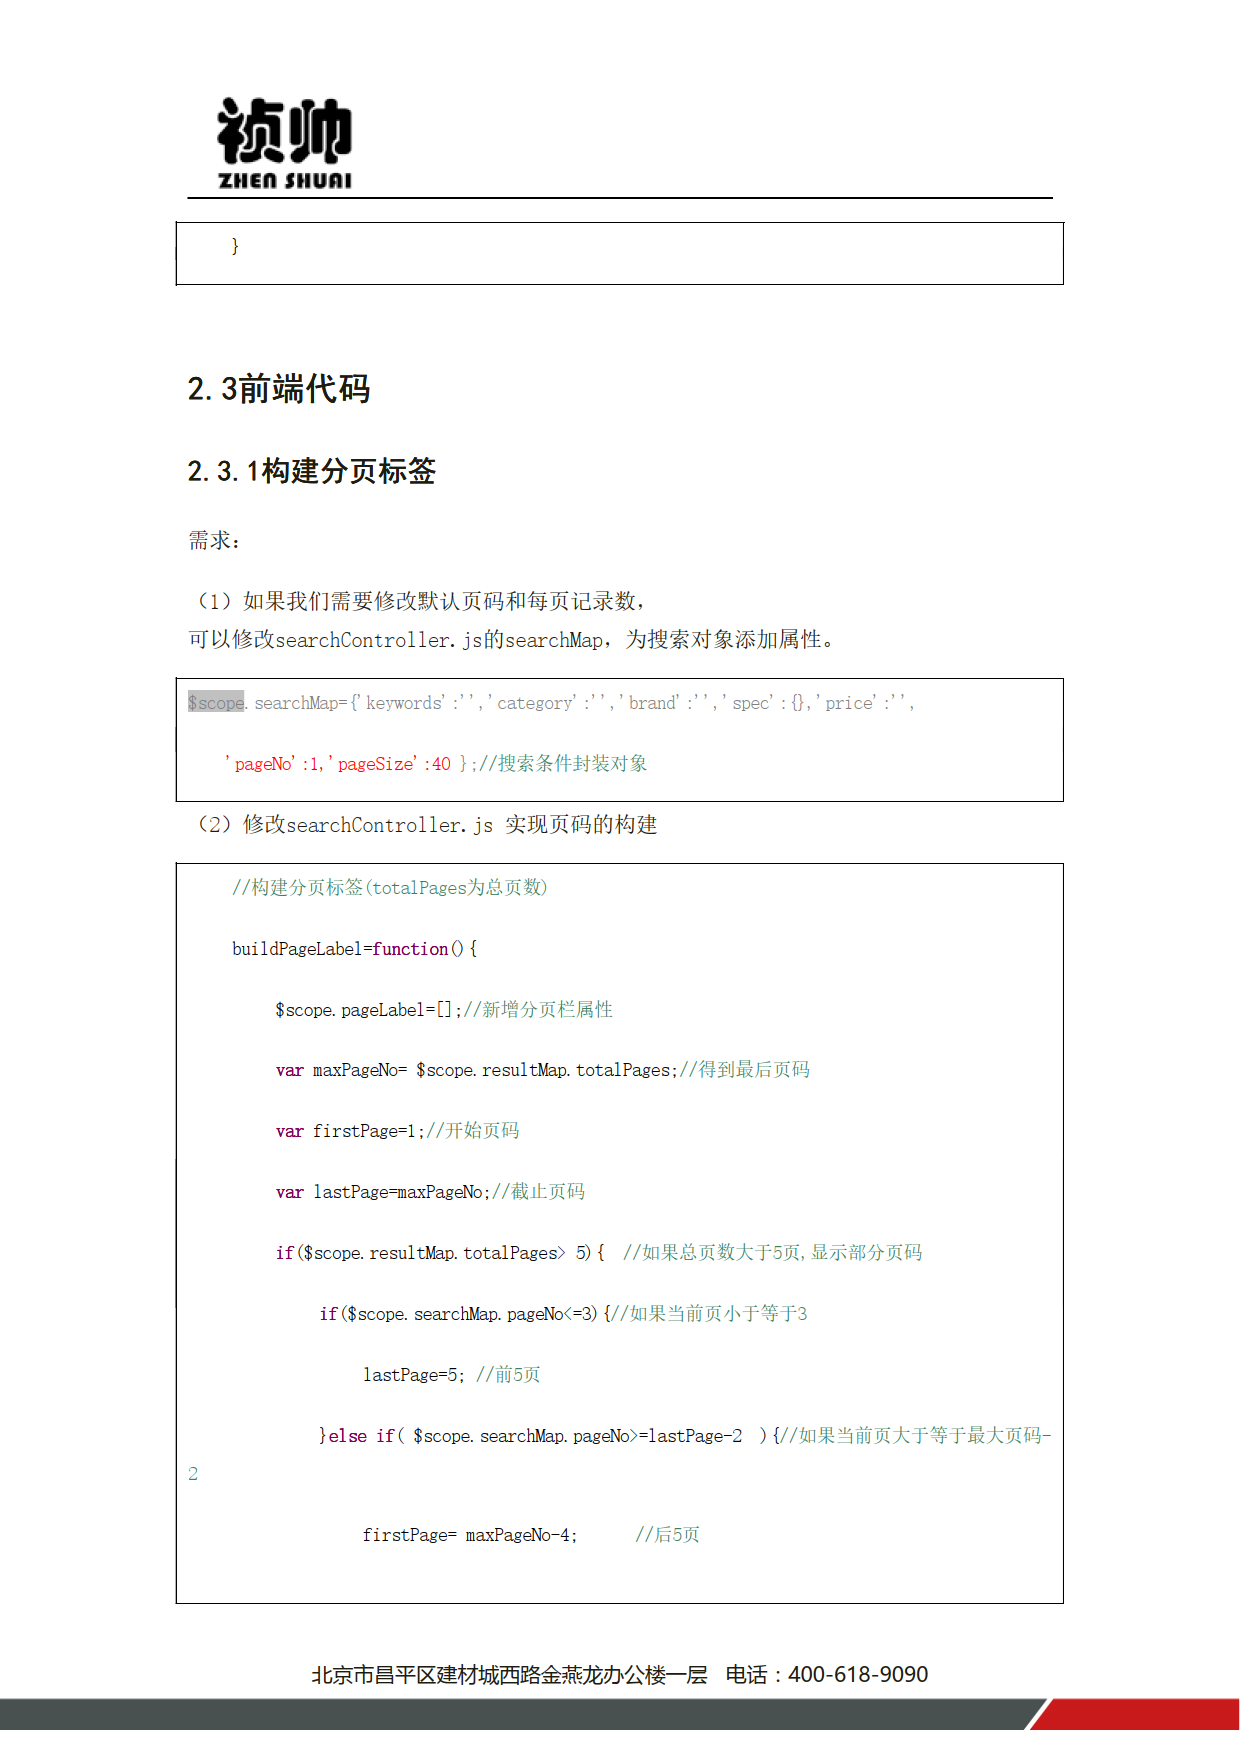 祯帅
ZHEN SHUAI
}
2.3前端代码
2.3.1构建分页标签
需求：
（1）如果我们需要修改默认页码和每页记录数，
可以修改searchController.js的searchMap，为搜索对象添加属性。
$scope.searchMap={'keywords':'','category':'','brand':'','spec':{},'price':'',
'pageNo':1,'pageSize':40 };//搜索条件封装对象
（2）修改searchController.js 实现页码的构建
//构建分页标签(totalPages为总页数)
buildPageLabel=function(){
$scope.pageLabel=[];//新增分页栏属性
var maxPageNo= $scope.resultMap.totalPages;//得到最后页码
var firstPage=1;//开始页码
var lastPage=maxPageNo;//截止页码
if($scope.resultMap.totalPages> 5){  //如果总页数大于5页,显示部分页码
if($scope.searchMap.pageNo<=3){//如果当前页小于等于3
lastPage=5; //前5页
}else if( $scope.searchMap.pageNo>=lastPage-2  ){//如果当前页大于等于最大页码-
2
firstPage= maxPageNo-4;      //后5页
北京市昌平区建材城西路金燕龙办公楼一层   电话：400-618-9090